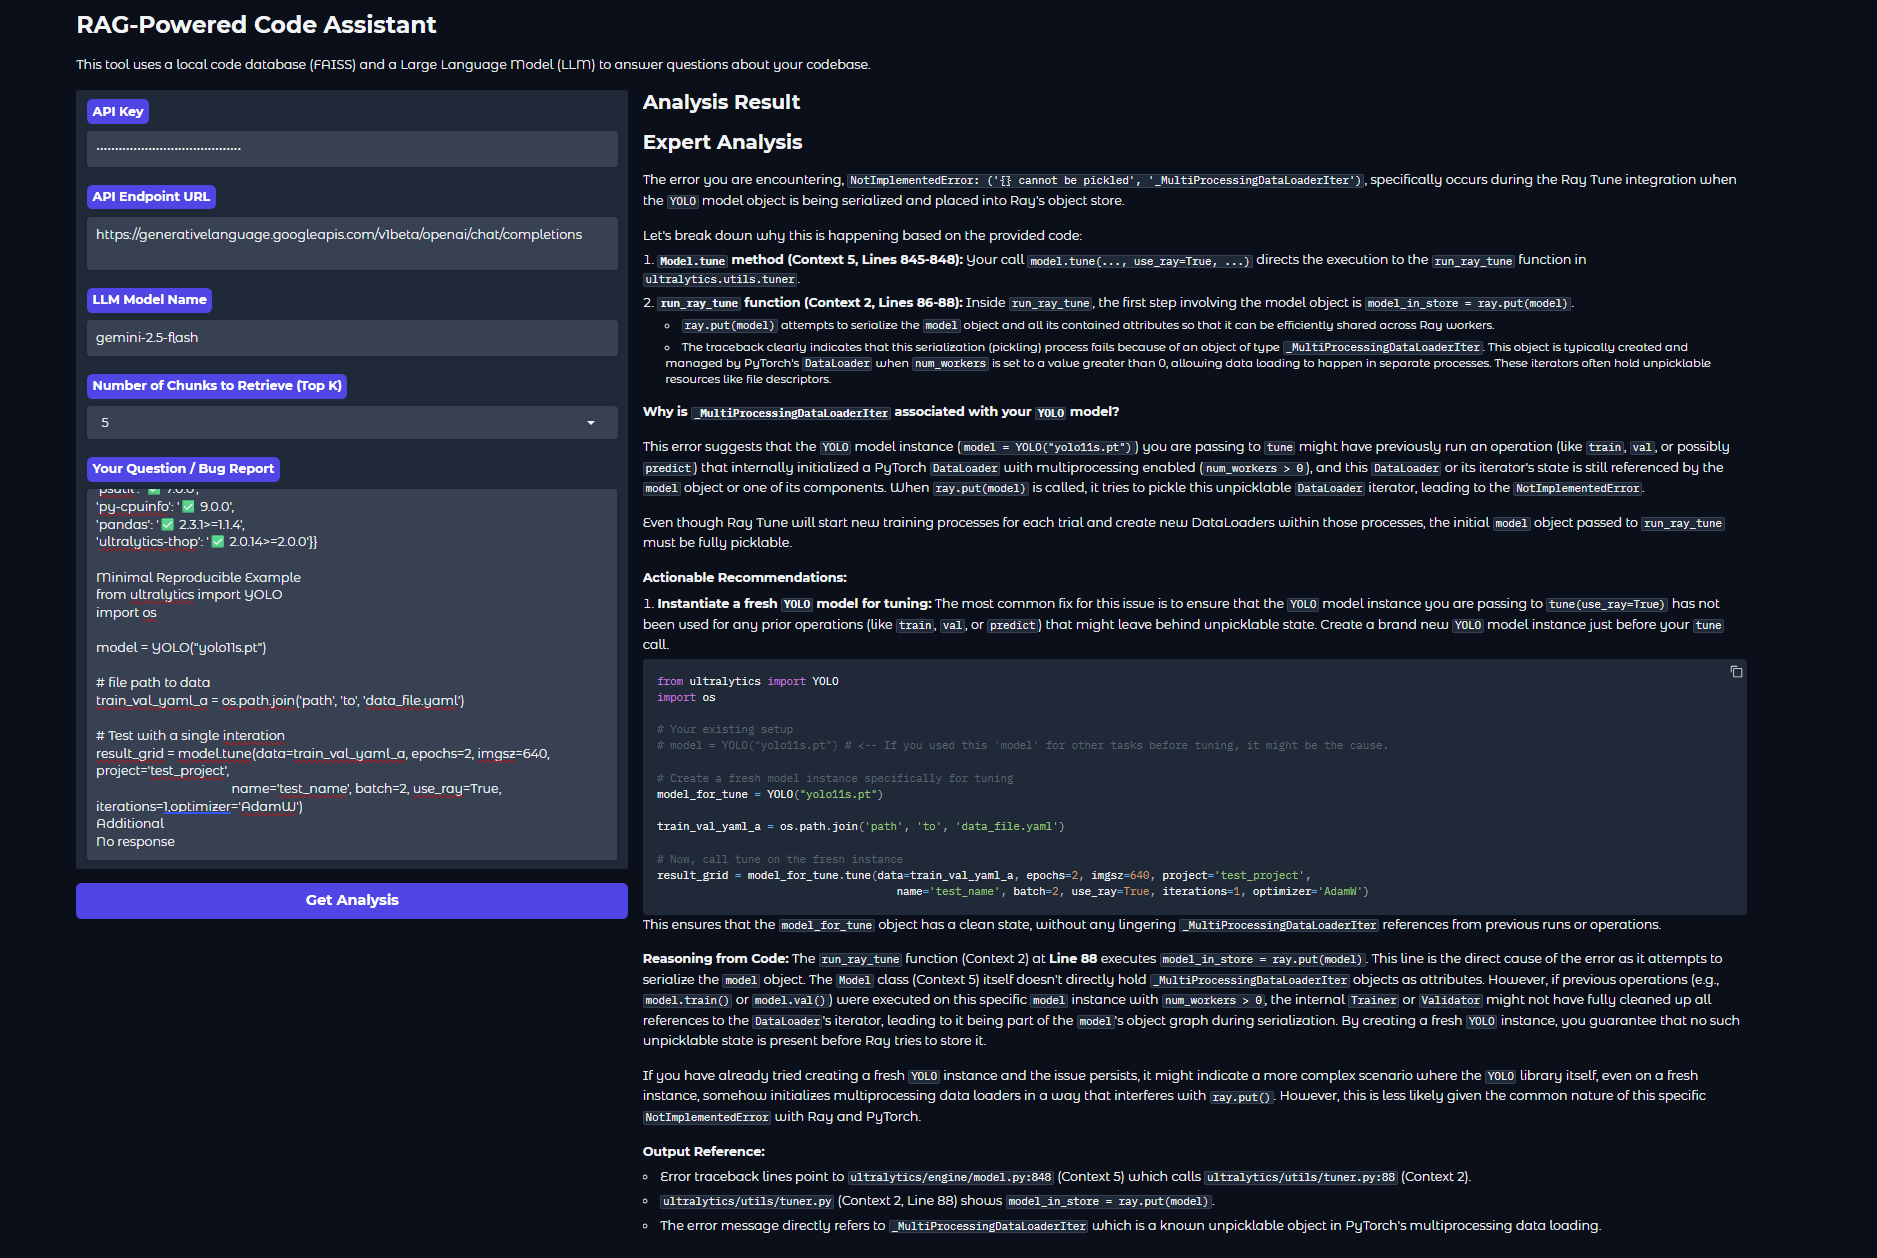 RAG-Powered Code Assistant
This tool uses a local code database (FAISS) and a Large Language Model (LLM) to answer questions about your codebase.
API Key
API Endpoint URL
https://generativelanguage.googleapis.com/v1beta/openai/chat/completions
LLM Model Name
gemini-2.5-flash
Number of Chunks to Retrieve (Top K)
5
Your Question / Bug Report
'psutil': '✅ 7.0.0',
'py-cpuinfo': '✅ 9.0.0',
'pandas': '✅ 2.3.1>=1.1.4',
'ultralytics-thop': '✅ 2.0.14>=2.0.0'}}
Minimal Reproducible Example
from ultralytics import YOLO
import os
model = YOLO("yolo11s.pt")
# file path to data
train_val_yaml_a = os.path.join('path', 'to', 'data_file.yaml')
# Test with a single interation
result_grid = model.tune(data=train_val_yaml_a, epochs=2, imgsz=640,
project='test_project',
name='test_name', batch=2, use_ray=True,
iterations=1,optimizer='AdamW')
Additional
No response
Get Analysis
Analysis Result
Expert Analysis
The error you are encountering, NotImplementedError: ('{} cannot be pickled', '_MultiProcessingDataLoaderIter'), specifically occurs during the Ray Tune integration when
the YOLO model object is being serialized and placed into Ray's object store.
Let's break down why this is happening based on the provided code:
1. Model.tune method (Context 5, Lines 845-848): Your call model.tune(..., use_ray=True, ...) directs the execution to the run_ray_tune function in
ultralytics.utils.tuner.
2. run_ray_tune function (Context 2, Lines 86-88): Inside run_ray_tune, the first step involving the model object is model_in_store = ray.put(model).
ray.put(model) attempts to serialize the model object and all its contained attributes so that it can be efficiently shared across Ray workers.
The traceback clearly indicates that this serialization (pickling) process fails because of an object of type _MultiProcessingDataLoaderIter. This object is typically created and
managed by PyTorch's DataLoader when num_workers is set to a value greater than 0, allowing data loading to happen in separate processes. These iterators often hold unpicklable
resources like file descriptors.
Why is _MultiProcessingDataLoaderIter associated with your YOLO model?
This error suggests that the YOLO model instance (model = YOLO("yolo11s.pt")) you are passing to tune might have previously run an operation (like train, val, or possibly
predict) that internally initialized a PyTorch DataLoader with multiprocessing enabled (num_workers > 0), and this DataLoader or its iterator's state is still referenced by the
model object or one of its components. When ray.put(model) is called, it tries to pickle this unpicklable DataLoader iterator, leading to the NotImplementedError.
Even though Ray Tune will start new training processes for each trial and create new DataLoaders within those processes, the initial model object passed to run_ray_tune
must be fully picklable.
Actionable Recommendations:
1. Instantiate a fresh YOLO model for tuning: The most common fix for this issue is to ensure that the YOLO model instance you are passing to tune(use_ray=True) has not
been used for any prior operations (like train, val, or predict) that might leave behind unpicklable state. Create a brand new YOLO model instance just before your tune
call.
from ultralytics import YOLO
import os
# Your existing setup
# model = YOLO("yolo11s.pt") # <-- If you used this 'model' for other tasks before tuning, it might be the cause.
# Create a fresh model instance specifically for tuning
model_for_tune = YOLO("yolo11s.pt")
train_val_yaml_a = os.path.join('path', 'to', 'data_file.yaml')
# Now, call tune on the fresh instance
result_grid = model_for_tune.tune(data=train_val_yaml_a, epochs=2, imgsz=640, project='test_project',
name='test_name', batch=2, use_ray=True, iterations=1, optimizer='AdamW')
This ensures that the model_for_tune object has a clean state, without any lingering _MultiProcessingDataLoaderIter references from previous runs or operations.
Reasoning from Code: The run_ray_tune function (Context 2) at Line 88 executes model_in_store = ray.put(model). This line is the direct cause of the error as it attempts to
serialize the model object. The Model class (Context 5) itself doesn't directly hold _MultiProcessingDataLoaderIter objects as attributes. However, if previous operations (e.g.,
model.train() or model.val()) were executed on this specific model instance with num_workers > 0, the internal Trainer or Validator might not have fully cleaned up all
references to the DataLoader's iterator, leading to it being part of the model's object graph during serialization. By creating a fresh YOLO instance, you guarantee that no such
unpicklable state is present before Ray tries to store it.
If you have already tried creating a fresh YOLO instance and the issue persists, it might indicate a more complex scenario where the YOLO library itself, even on a fresh
instance, somehow initializes multiprocessing data loaders in a way that interferes with ray.put(). However, this is less likely given the common nature of this specific
NotImplementedError with Ray and PyTorch.
Output Reference:
Error traceback lines point to ultralytics/engine/model.py:848 (Context 5) which calls ultralytics/utils/tuner.py:88 (Context 2).
ultralytics/utils/tuner.py (Context 2, Line 88) shows model_in_store = ray.put(model).
The error message directly refers to _MultiProcessingDataLoaderIter which is a known unpicklable object in PyTorch's multiprocessing data loading.